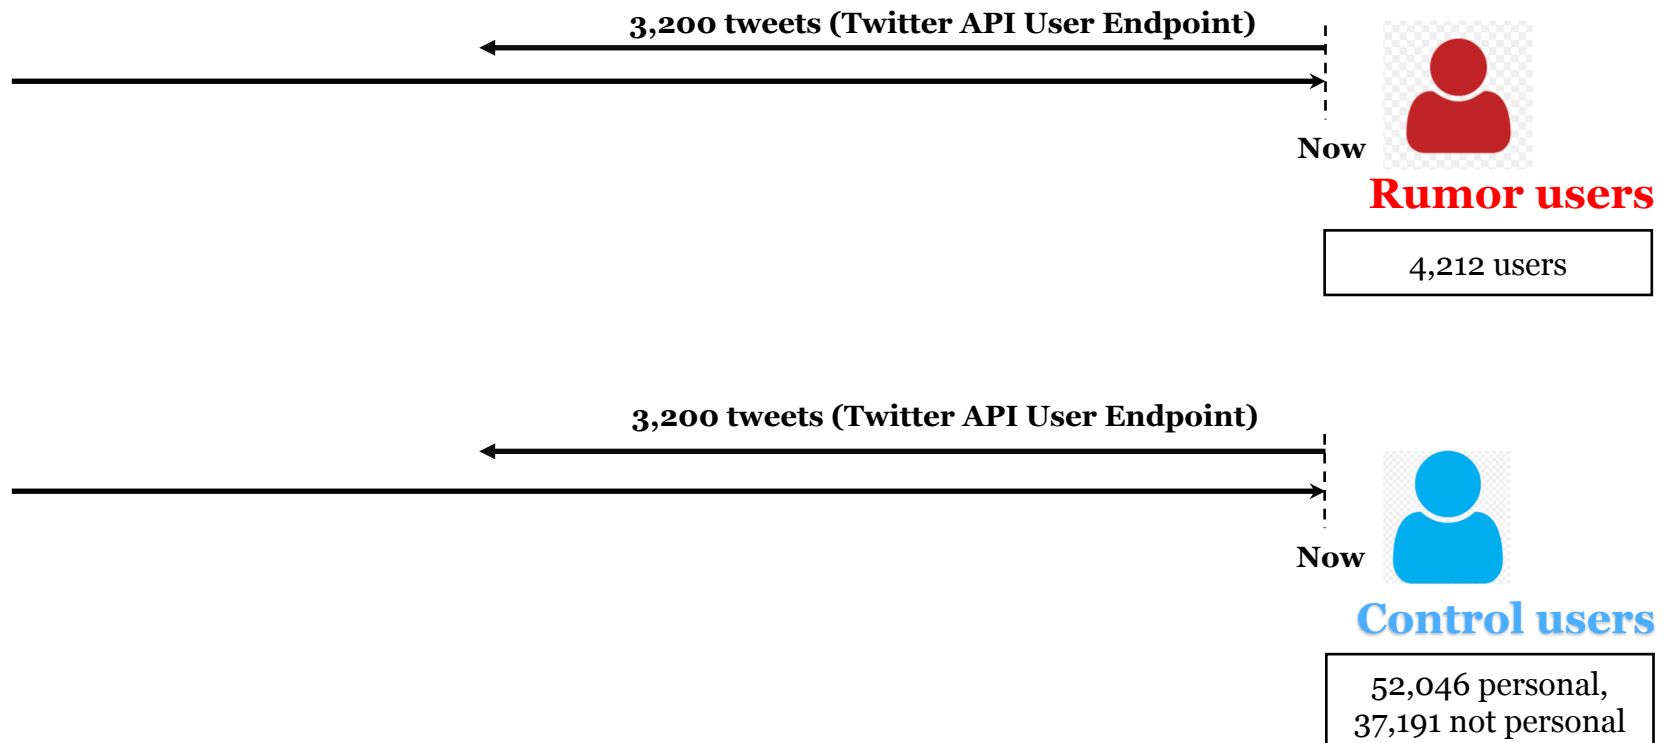 3,200 tweets (Twitter API User Endpoint)
Now
Rumor users
4,212 users
3,200 tweets (Twitter API User Endpoint)
Now
Control users
52,046 personal,
37,191 not personal